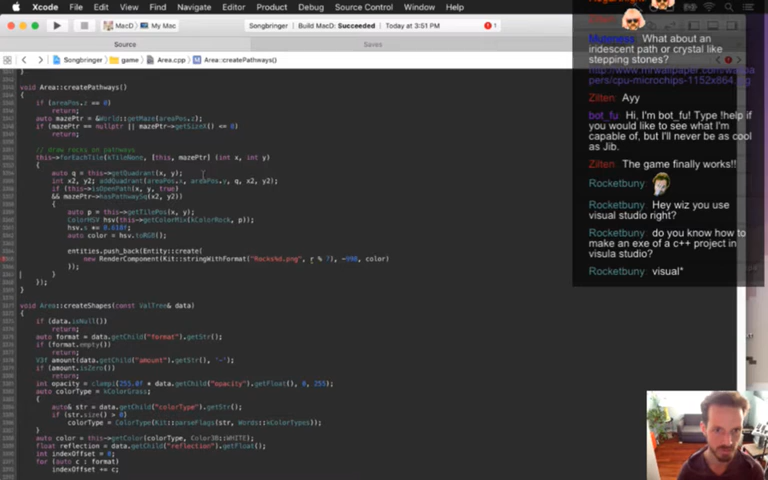 Xcode File Edit View Find Navigate Editor Product Debug Source Control Window Help
MacD My Mac Songbringer Build MacD: Succeeded Today at 3:51 PM 1
Source Saves
Songbringer game Area.cpp Area::createPathways()
void Area::createPathways()
if (areaPos.z == 0)
return;
auto mazePtr = &World::getMaze(areaPos.z);
if (mazePtr == nullptr || mazePtr->getSizeX() <= 0)
return;
// draw rocks on pathways
this->forEachTile(kTileNone, [this, mazePtr] (int x, int y)
auto q = this->getQuadrant(x, y);
int x2, y2; addQuadrant(areaPos.x, areaPos.y, q, x2, y2);
if (this->isOpenPath(x, y, true)
&& mazePtr->hasPathwaySq(x2, y2))
{
auto p = this->getTilePos(x, y);
ColorHSV hsv(this->getColorMix(kColorRock, p));
hsv.s *= 0.618f;
auto color = hsv.toRGB();
entities.push_back(Entity::create(
new RenderComponent(Kit::stringWithFormat("Rocks%d.png", r % 7), -998, color)
));
}
});
}
void Area::createShapes(const ValTree& data)
if (data.isNull())
return;
auto format = data.getChild("format").getStr();
if (format.empty())
return;
V3f amount(data.getChild("amount").getStr(), '~');
if (amount.isZero())
return;
int opacity = clampi(255.0f * data.getChild("opacity").getFloat(), 0, 255);
auto colorType = kColorGrass;
{
auto& str = data.getChild("colorType").getStr();
if (str.size() > 0)
colorType = ColorType(Kit::parseFlags(str, Words::kColorTypes));
}
auto color = this->getColor(colorType, Color3B::WHITE);
float reflection = data.getChild("reflection").getFloat();
int indexOffset = 0;
for (auto c : format)
indexOffset += c;
Muteness: What about an
iridescent path or crystal like
stepping stones?
Zilten: Ayy
bot_fu: Hi, I'm bot_fu! Type !help if
you would like to see what I'm
capable of, but I'll never be as cool
as Jib.
Zilten: The game finally works!!
Rocketbuny:
Rocketbuny: Hey wiz you use
visual studio right?
Rocketbuny: do you know how to
make an exe of a c++ project in
visula studio?
Rocketbuny: visual*